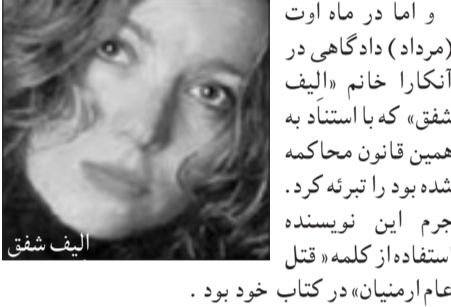 و اما در ماه اوت
(مرداد) دادگاهی در
آنکارا خانم «الیف
شفق» که با استناد به
همین قانون محاکمه
شده بود را تبرئه کرد.
جرم این نویسنده
استفاده از کلمه «قتل
عام ارمنیان» در کتاب خود بود .
الیف شفق